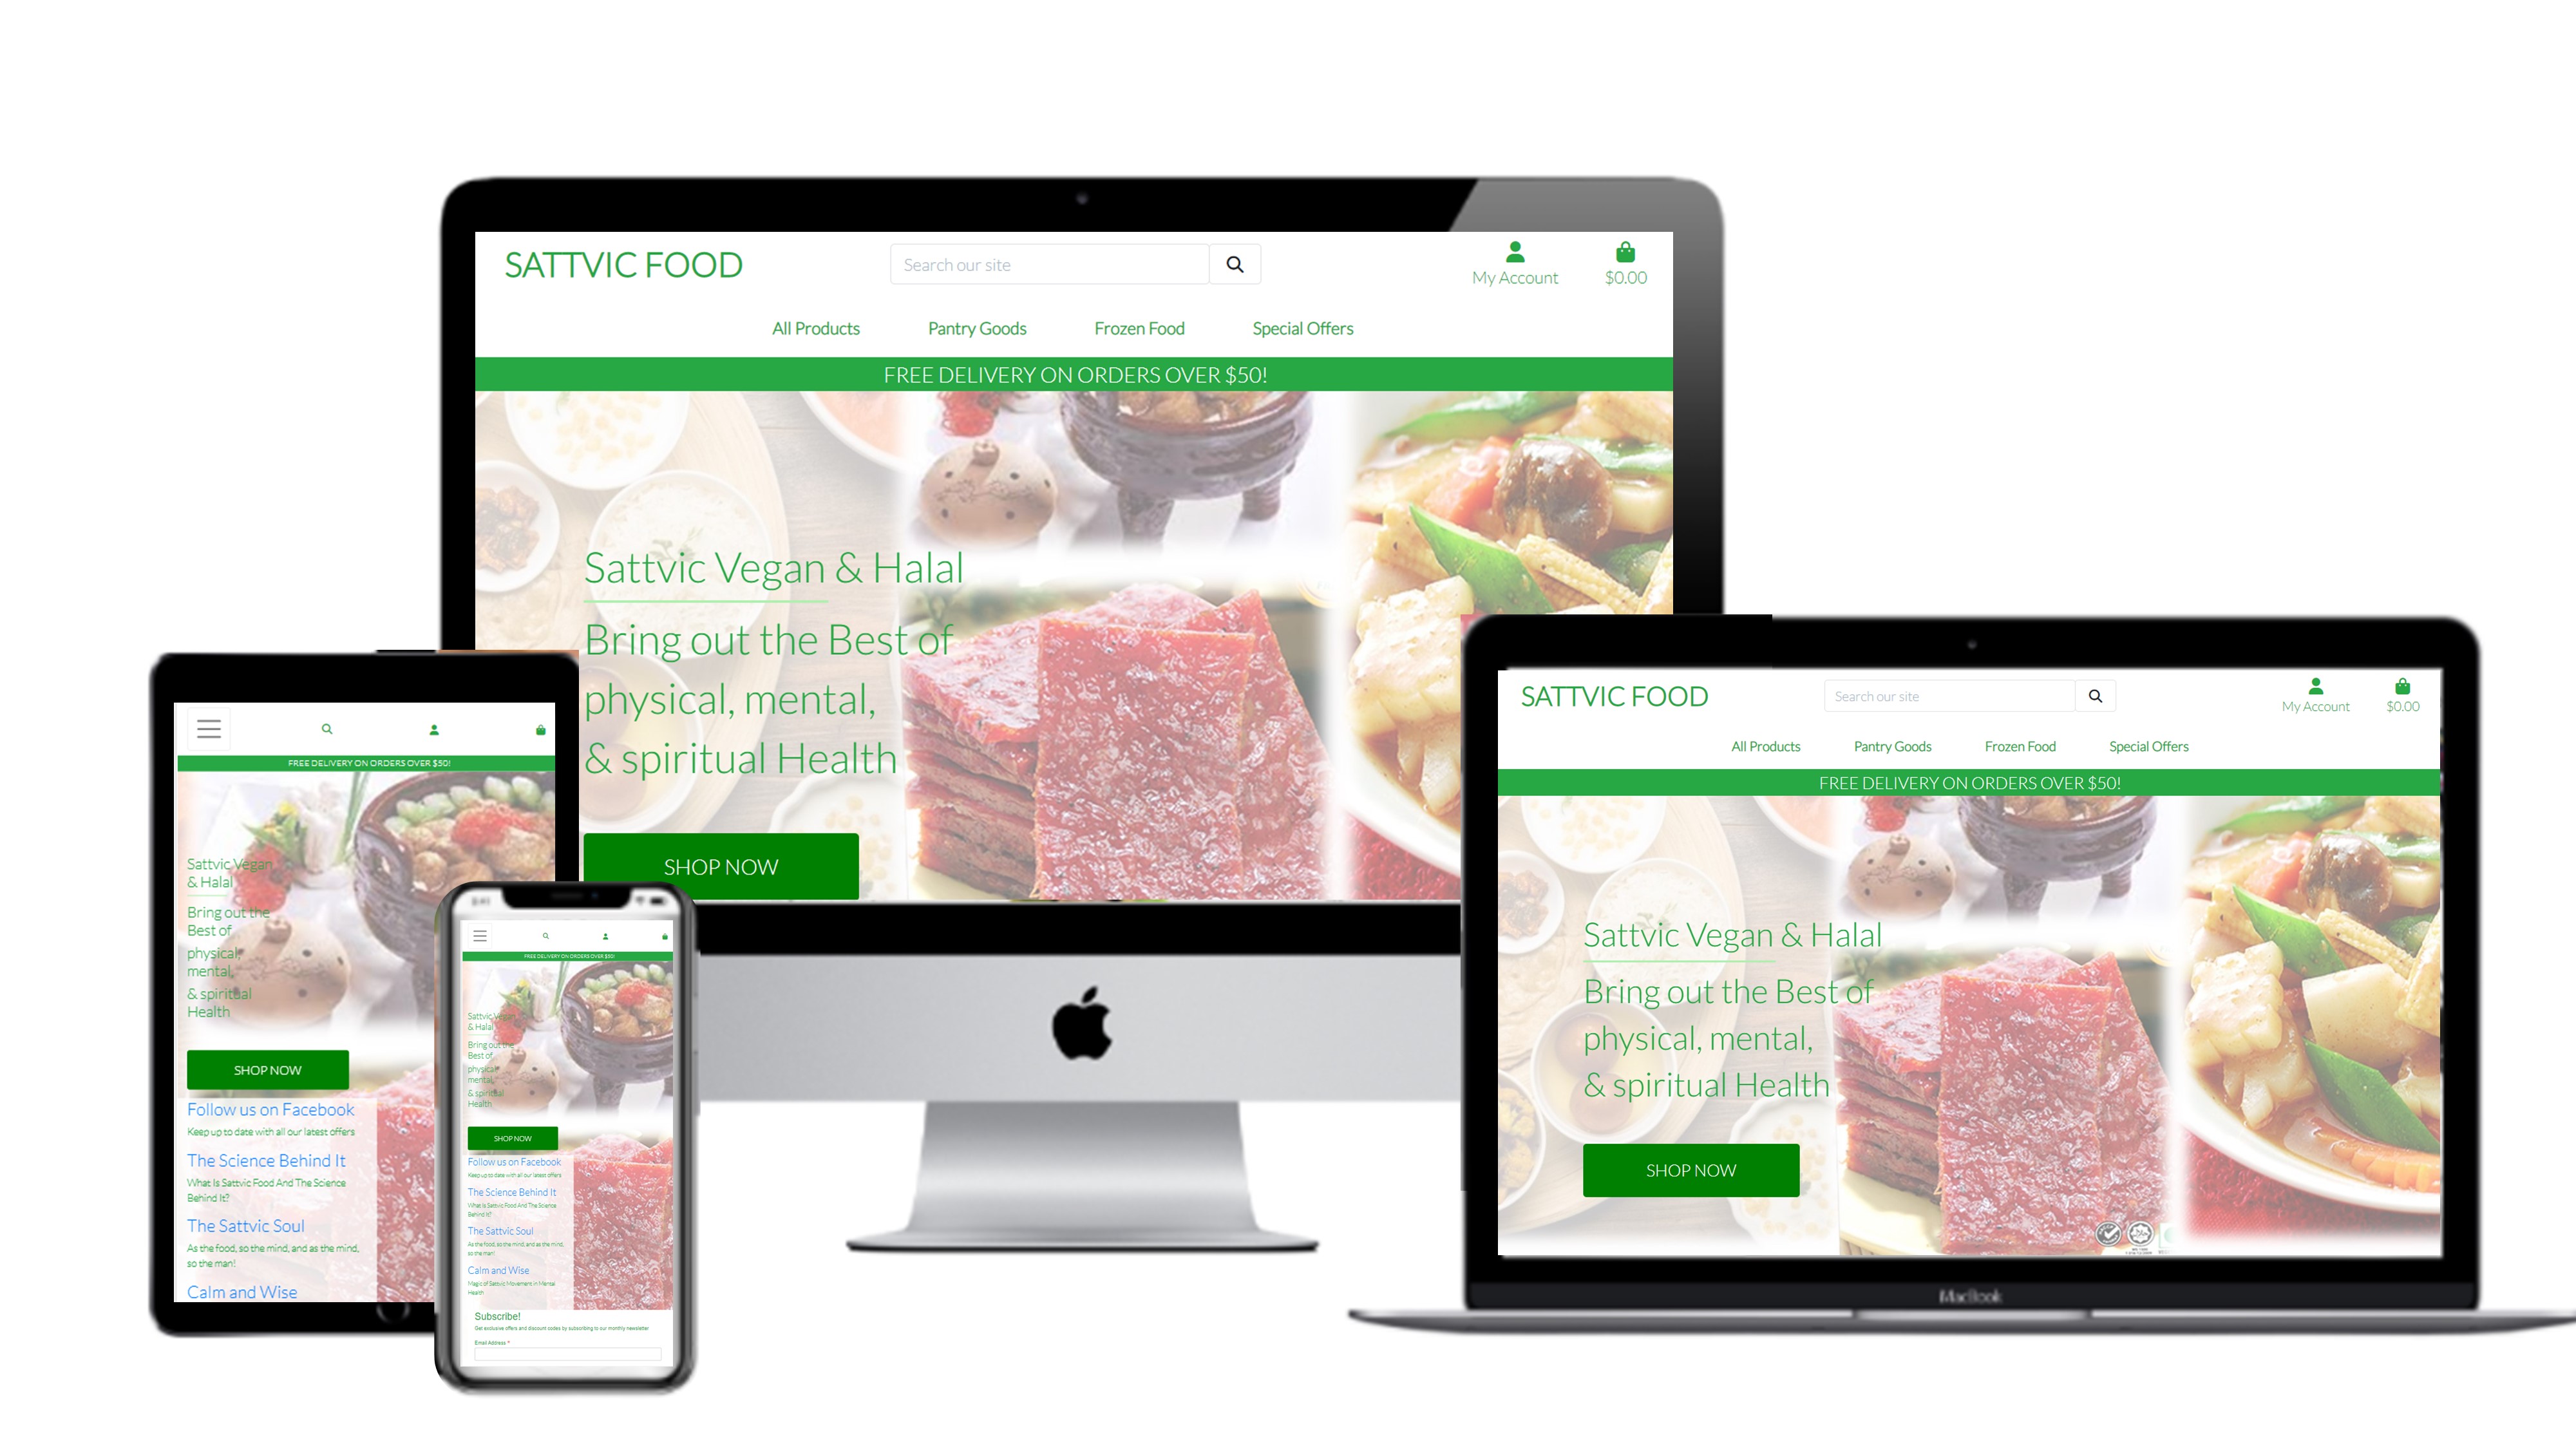 SATTVIC FOOD
Search our site
My Account
$0.00
All Products
Pantry Goods
Frozen Food
Special Offers
FREE DELIVERY ON ORDERS OVER $50!
Sattvic Vegan & Halal
Bring out the Best of
physical, mental,
& spiritual Health
SHOP NOW
FREE DELIVERY ON ORDERS OVER $50!
Sattvic Vegan
& Halal
Bring out the
Best of
physical,
mental,
& spiritual
Health
SHOP NOW
Follow us on Facebook
Keep up to date with all our latest offers
The Science Behind It
What Is Sattvic Food And The Science
Behind It?
The Sattvic Soul
As the food, so the mind, and as the mind,
so the man!
Calm and Wise
FREE DELIVERY ON ORDERS OVER $50!
Sattvic Vegan
& Halal
Bring out the
Best of
physical,
mental,
& spiritual
Health
SHOP NOW
Follow us on Facebook
Keep up to date with all our latest offers
The Science Behind It
What Is Sattvic Food And The Science
Behind It?
The Sattvic Soul
As the food, so the mind, and as the mind,
so the man!
Calm and Wise
Magic of Sattvic Movement in Mental
Health
Subscribe!
Get exclusive offers and discount codes by subscribing to our monthly newsletter.
Email Address *
SATTVIC FOOD
Search our site
My Account
$0.00
All Products
Pantry Goods
Frozen Food
Special Offers
FREE DELIVERY ON ORDERS OVER $50!
Sattvic Vegan & Halal
Bring out the Best of
physical, mental,
& spiritual Health
SHOP NOW
MacBook